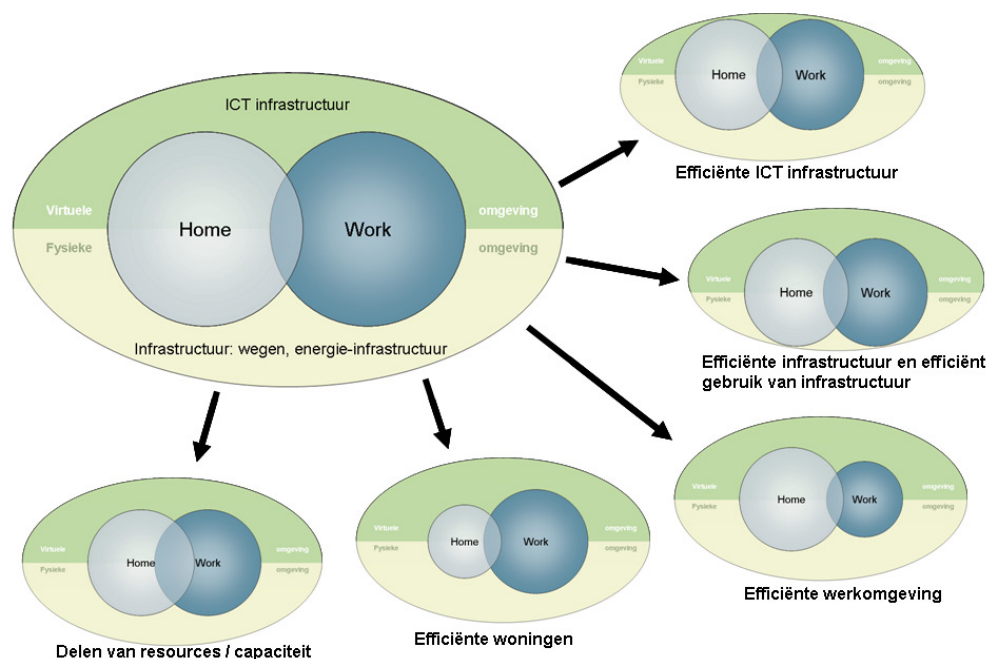 ICT infrastructuur
Home
Work
Virtuele
omgeving
Fysieke
omgeving
Infrastructuur: wegen, energie-infrastructuur
Virtuele
omgeving
Home
Work
Fysieke
omgeving
Efficiënte ICT infrastructuur
Virtuele
omgeving
Home
Work
Fysieke
omgeving
Efficiënte infrastructuur en efficiënt
gebruik van infrastructuur
Virtuele
omgeving
Home
Work
Fysieke
omgeving
Efficiënte werkomgeving
Virtuele
omgeving
Home
Work
Fysieke
omgeving
Efficiënte woningen
Virtuele
omgeving
Home
Work
Fysieke
omgeving
Delen van resources / capaciteit